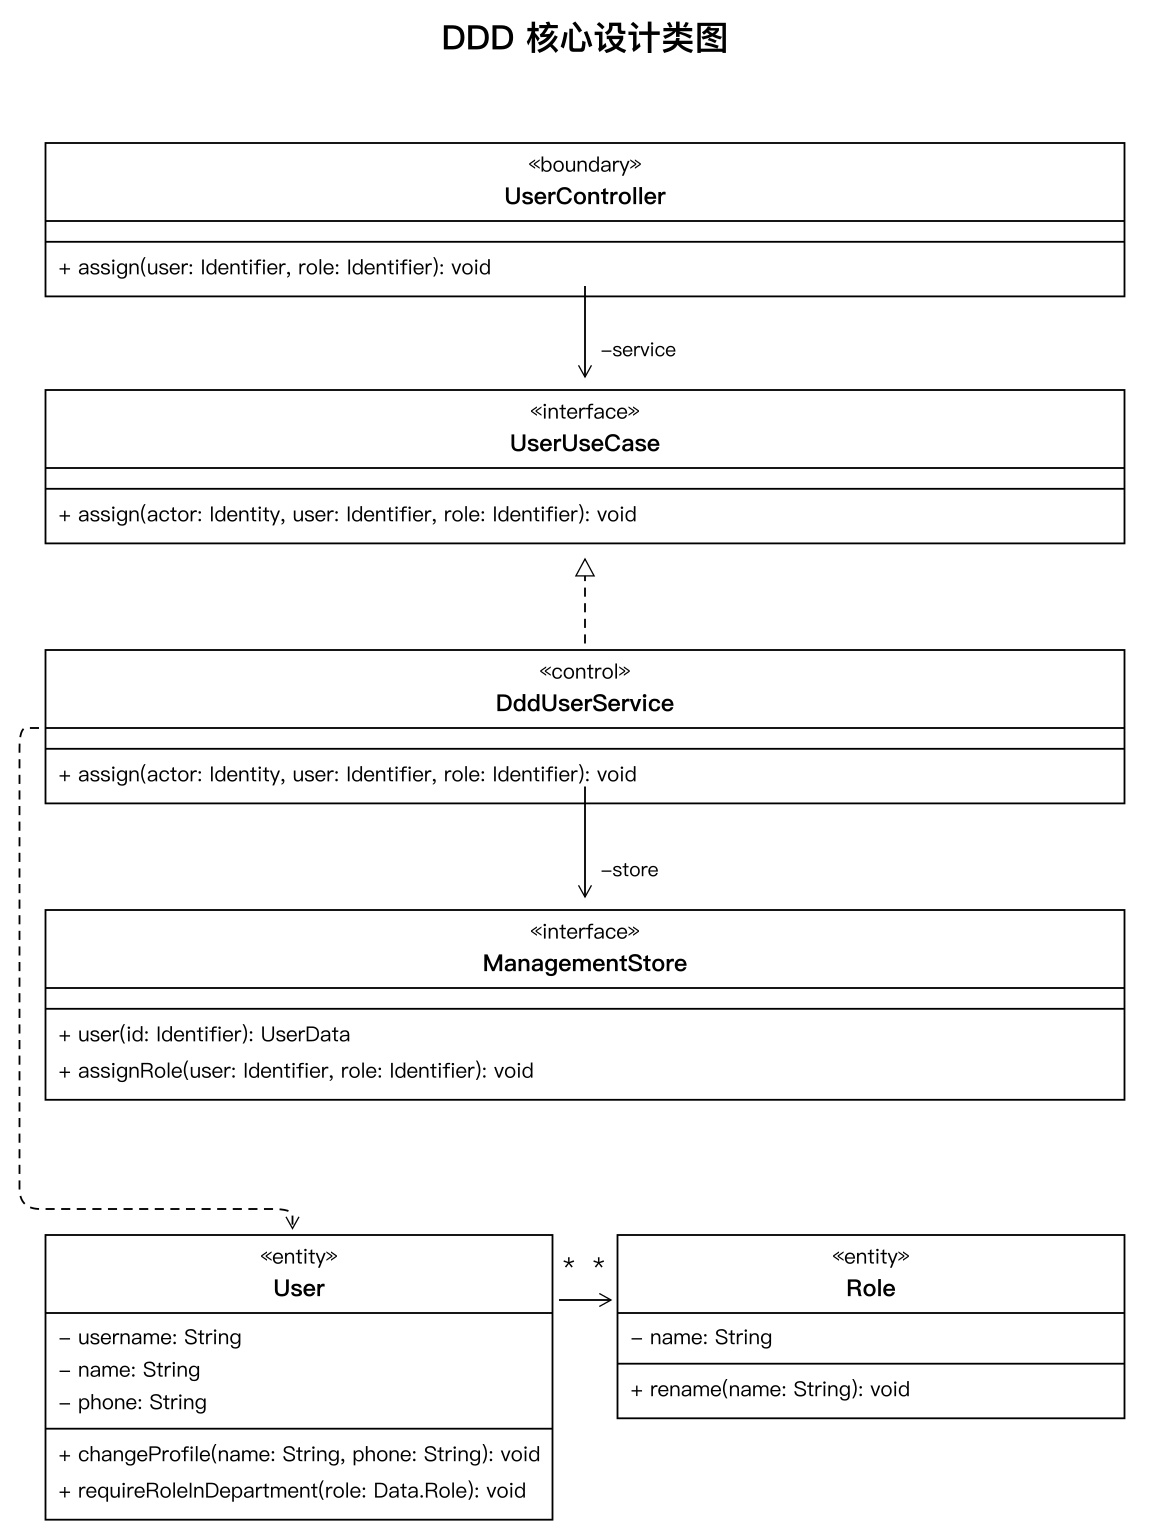 DDD 核心设计类图
«boundary»
UserController
+ assign(user: Identifier, role: Identifier): void
–service
«interface»
UserUseCase
+ assign(actor: Identity, user: Identifier, role: Identifier): void
«control»
DddUserService
+ assign(actor: Identity, user: Identifier, role: Identifier): void
–store
«interface»
ManagementStore
+ user(id: Identifier): UserData
+ assignRole(user: Identifier, role: Identifier): void
«entity»
User
– username: String
– name: String
– phone: String
+ changeProfile(name: String, phone: String): void
+ requireRoleInDepartment(role: Data.Role): void
* *
«entity»
Role
– name: String
+ rename(name: String): void